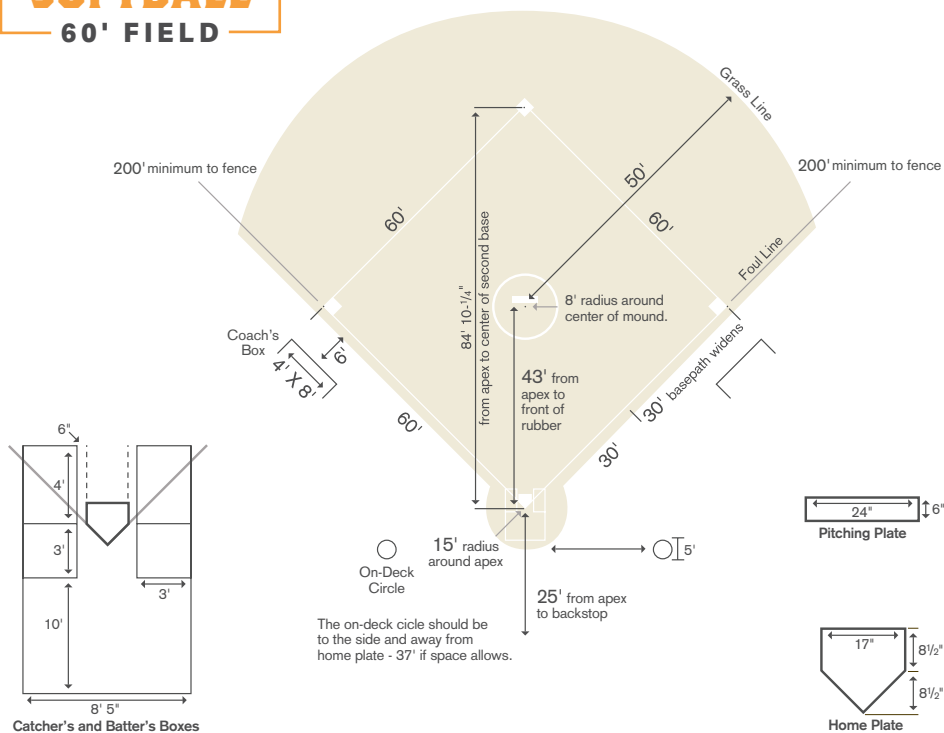 SOFTBALL
60' FIELD
Grass Line
200' minimum to fence
200' minimum to fence
50'
60'
60'
Foul Line
84' 10-1/4"
from apex to center of second base
8' radius around
center of mound.
Coach's
Box
6'
4' X 8'
30' basepath widens
43' from
apex to
front of
rubber
60'
30'
6"
4'
3'
3'
10'
8' 5"
Catcher's and Batter's Boxes
15' radius
around apex
On-Deck
Circle
5'
25' from apex
to backstop
The on-deck cicle should be
to the side and away from
home plate - 37' if space allows.
24"
6"
Pitching Plate
17"
8½"
8½"
Home Plate